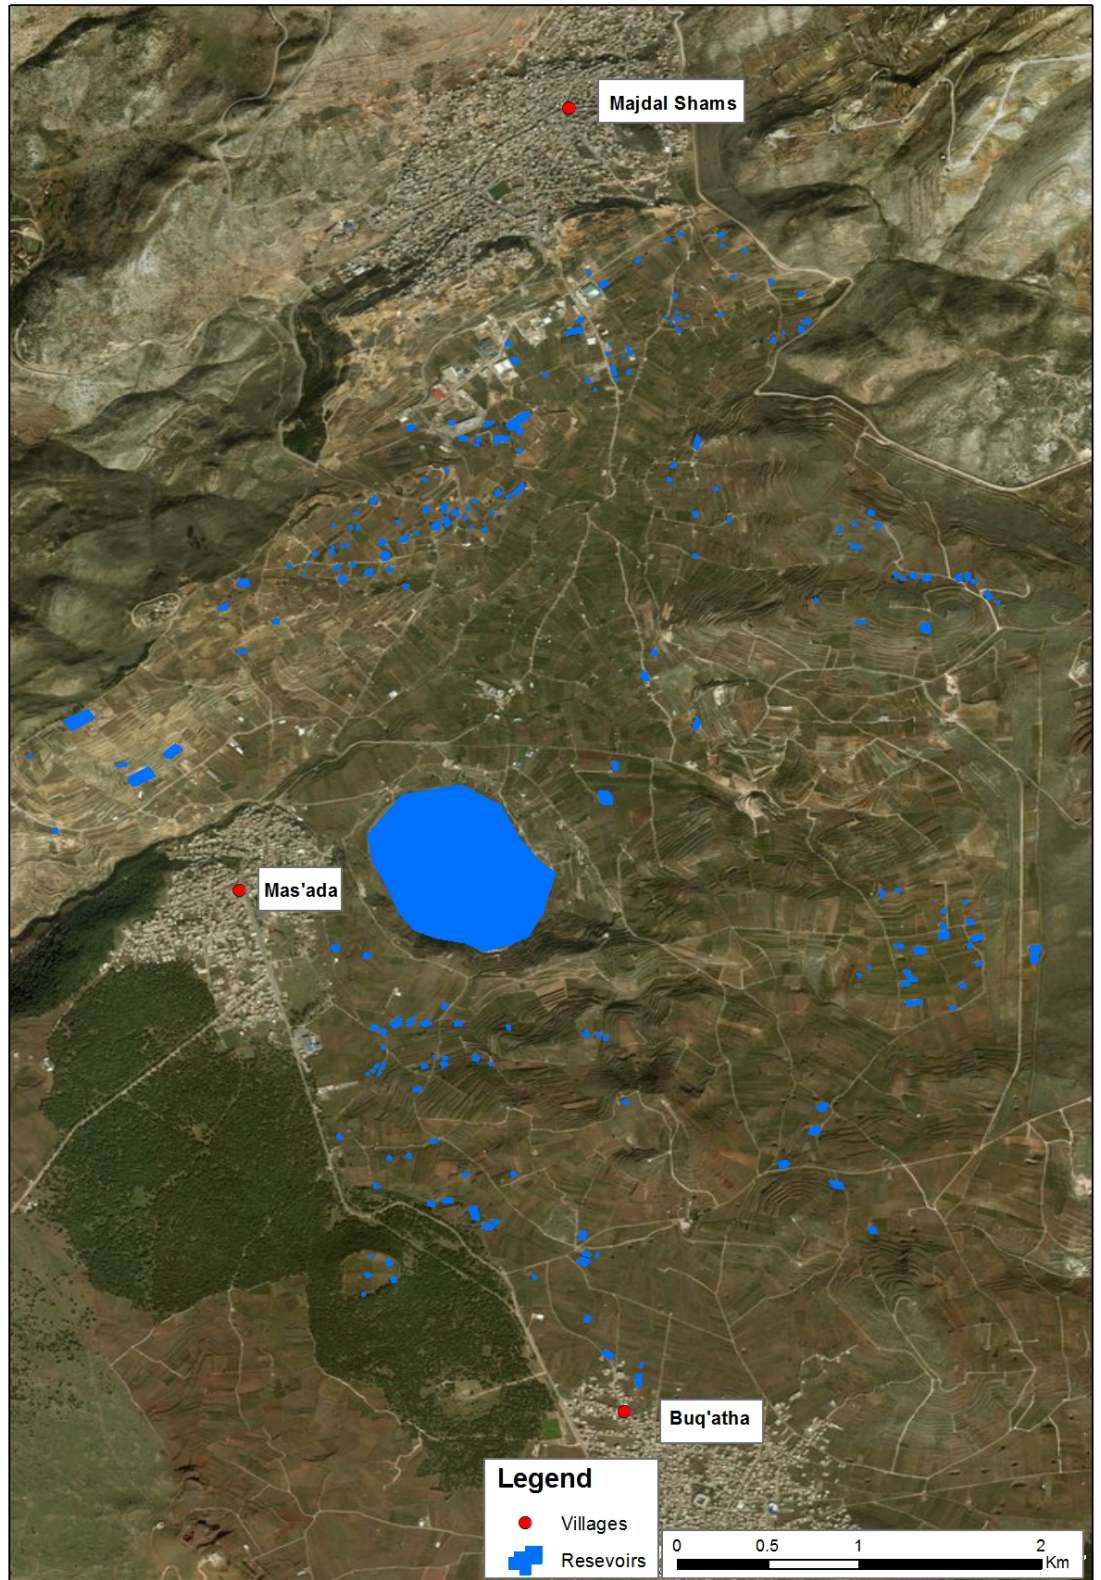 Majdal Shams
Mas'ada
Buq'atha
Legend
Villages
Resevoirs
0 0.5 1 2
Km